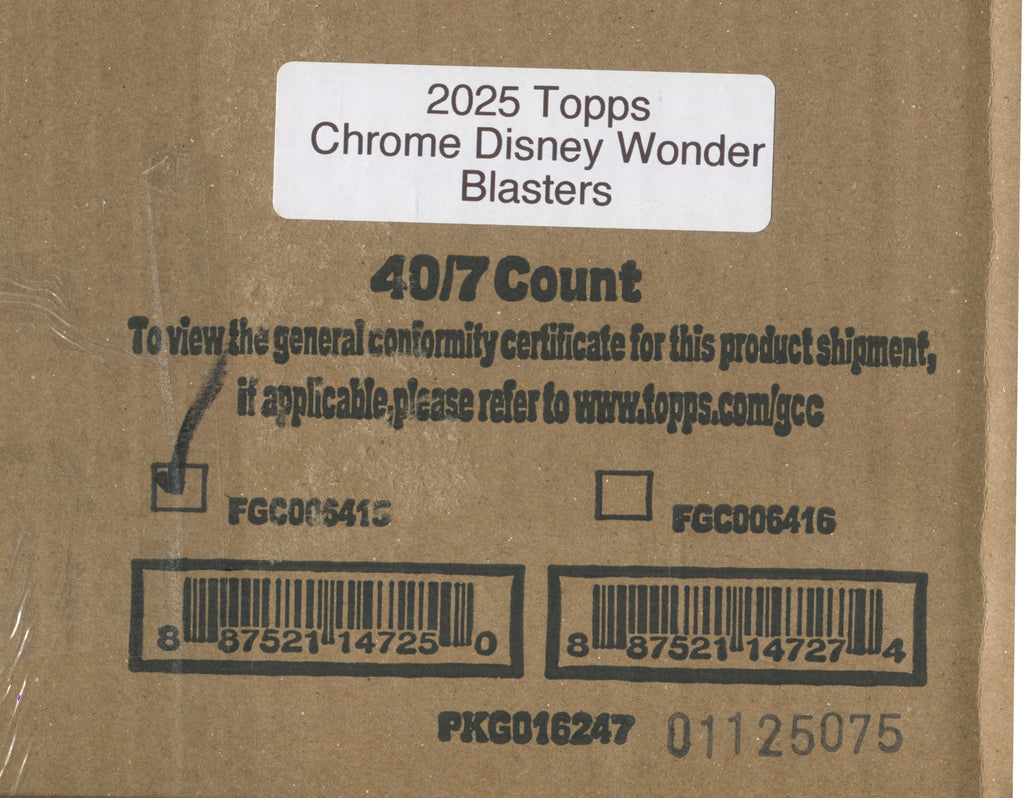 2025 Topps
Chrome Disney Wonder
Blasters
40/7 Count
To view the general conformity certificate for this product shipment,
if applicable, please refer to www.topps.com/gcc
FGC006415 FGC006416
8 87521 14725 0 8 87521 14727 4
PKG016247 01125075